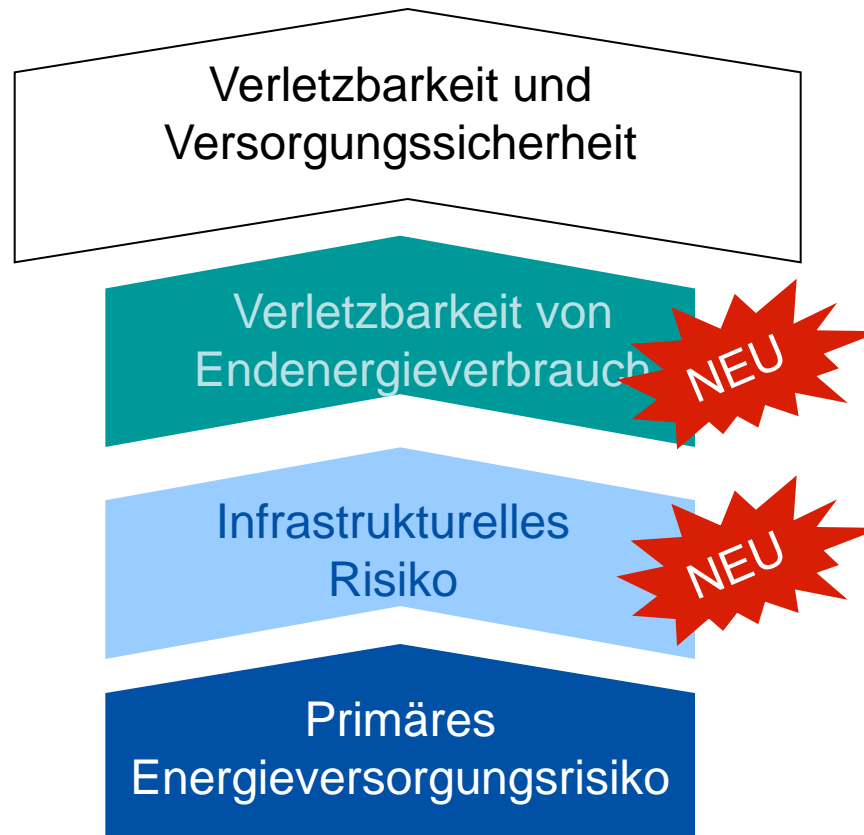 Verletzbarkeit und
Versorgungssicherheit
Verletzbarkeit von
Endenergieverbrauch
NEU
Infrastrukturelles
Risiko
NEU
Primäres
Energieversorgungsrisiko